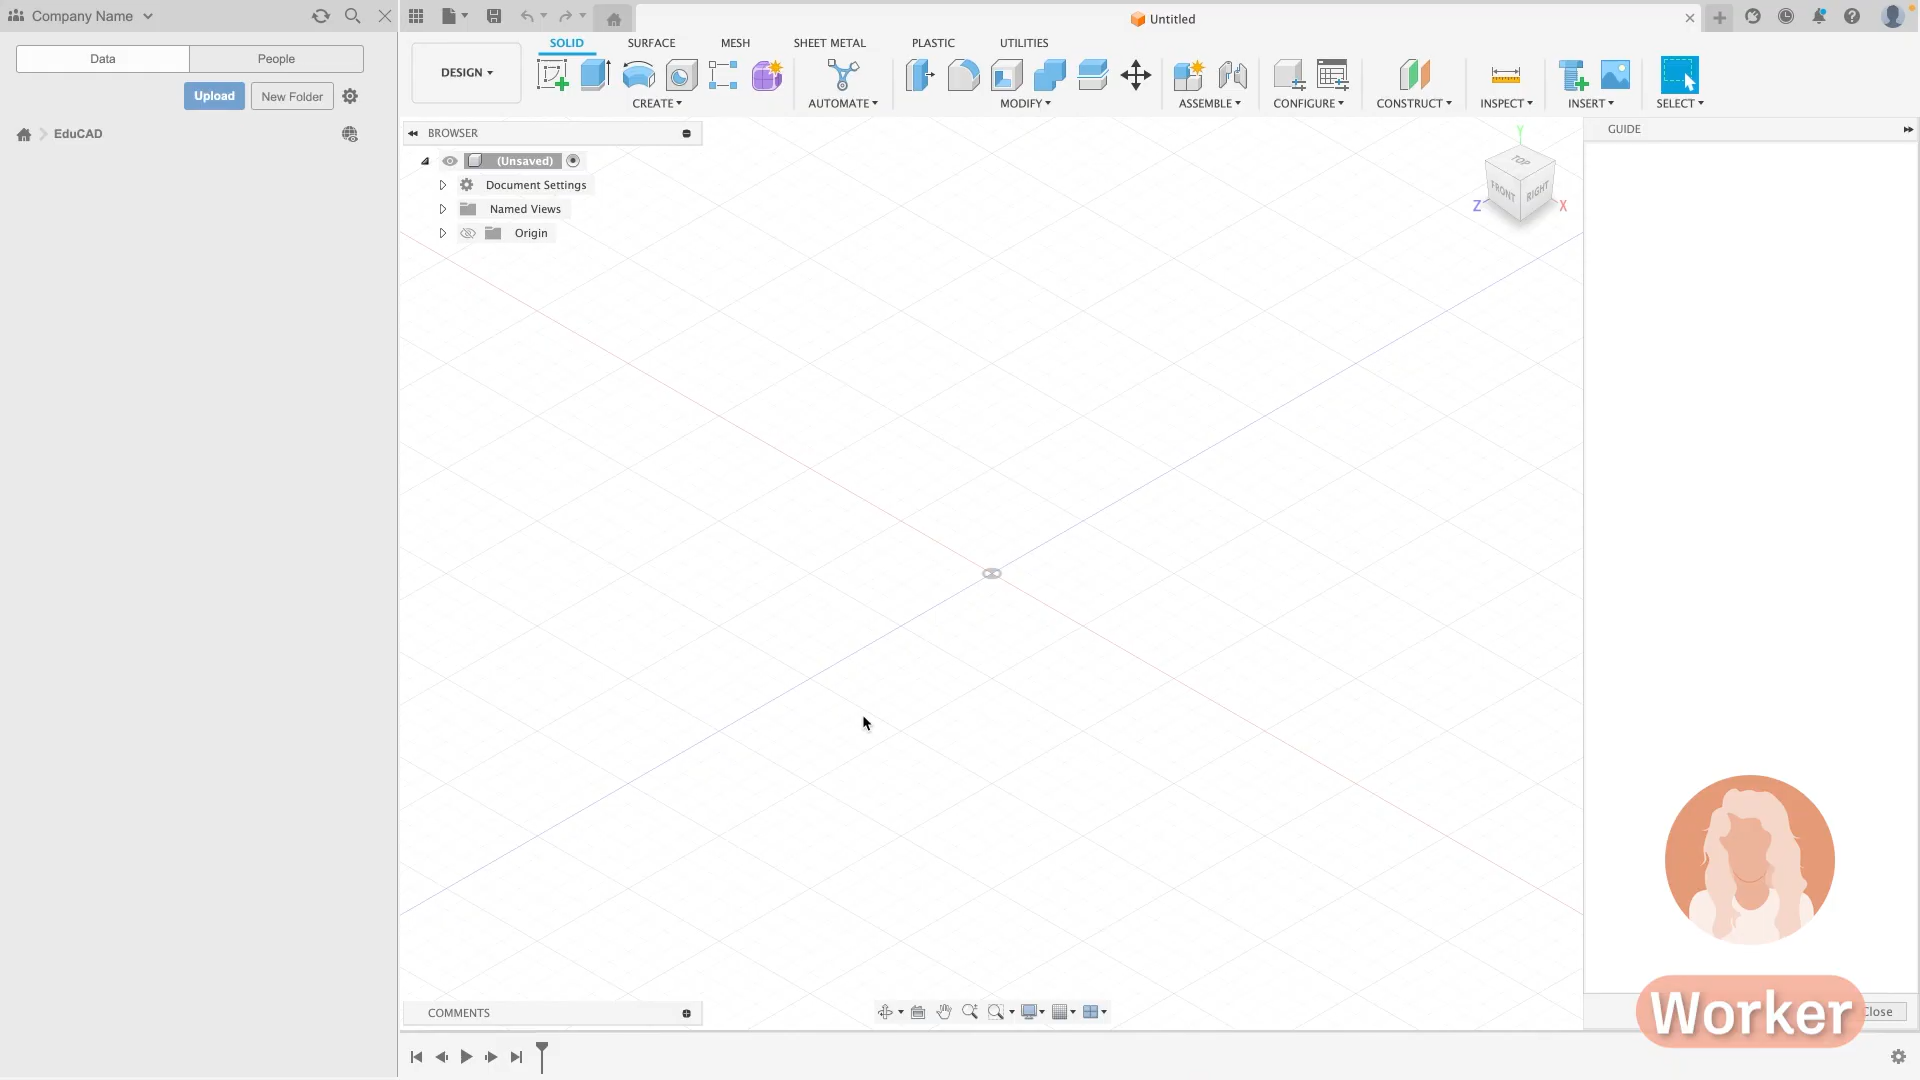 Company Name
Untitled
Data
People
Upload
New Folder
EduCAD
DESIGN
SOLID
SURFACE
MESH
SHEET METAL
PLASTIC
UTILITIES
CREATE
AUTOMATE
MODIFY
ASSEMBLE
CONFIGURE
CONSTRUCT
INSPECT
INSERT
SELECT
BROWSER
(Unsaved)
Document Settings
Named Views
Origin
Y
TOP
FRONT
RIGHT
Z
X
GUIDE
COMMENTS
Worker
Close